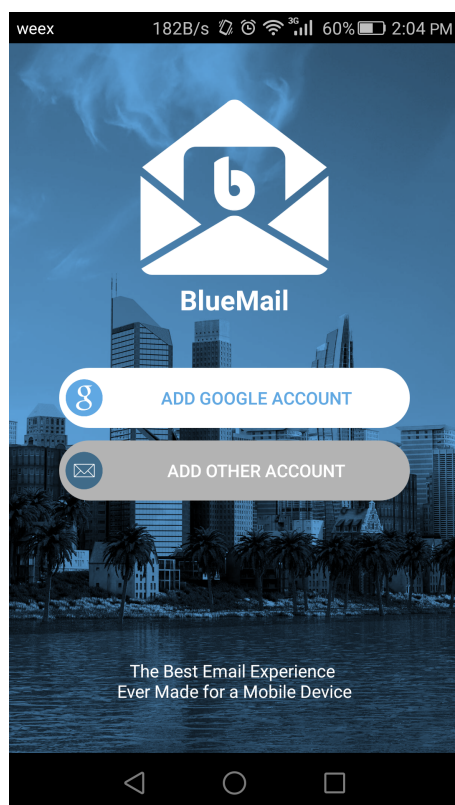 weex 182B/s 3G 60% 2:04 PM
b
BlueMail
g ADD GOOGLE ACCOUNT
ADD OTHER ACCOUNT
The Best Email Experience
Ever Made for a Mobile Device